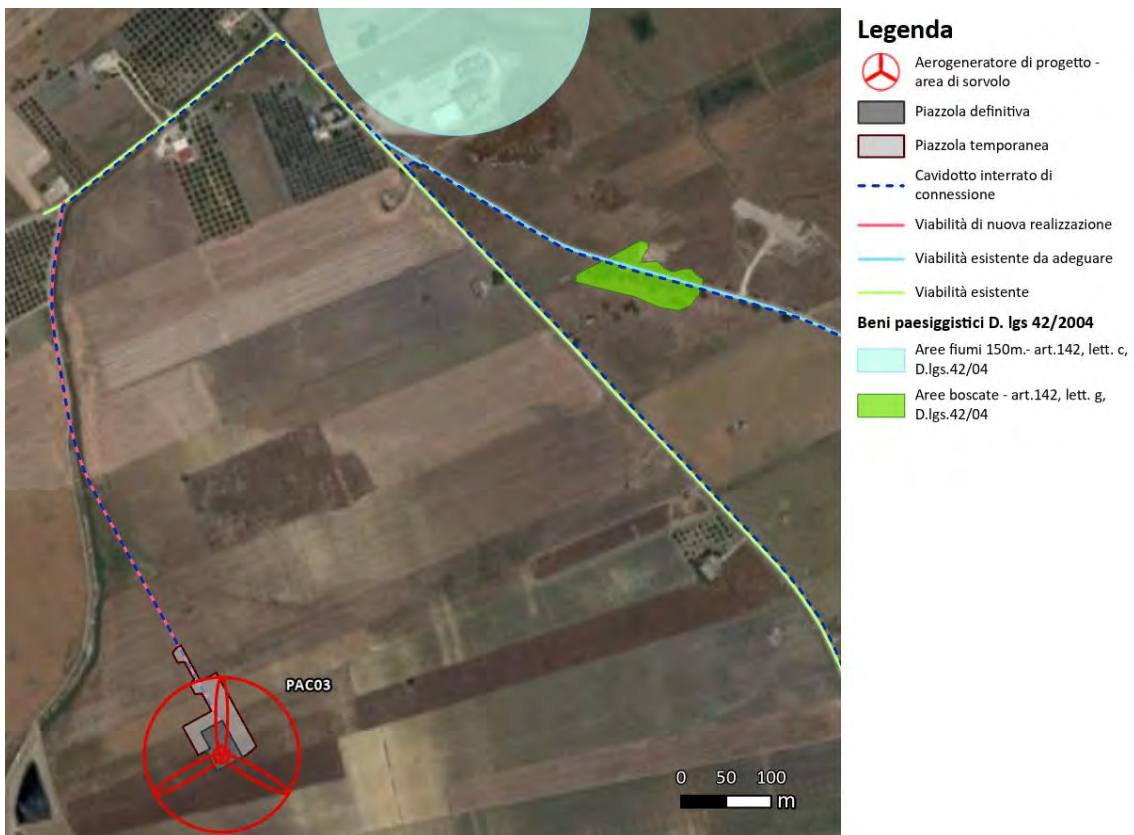 Legenda
Aerogeneratore di progetto -
area di sorvolo
Piazzola definitiva
Piazzola temporanea
Cavidotto interrato di
connessione
Viabilità di nuova realizzazione
Viabilità esistente da adeguare
Viabilità esistente
Beni paesiggistici D. lgs 42/2004
Aree fiumi 150m.- art.142, lett. c,
D.lgs.42/04
Aree boscate - art.142, lett. g,
D.lgs.42/04
PAC03
0 50 100
m